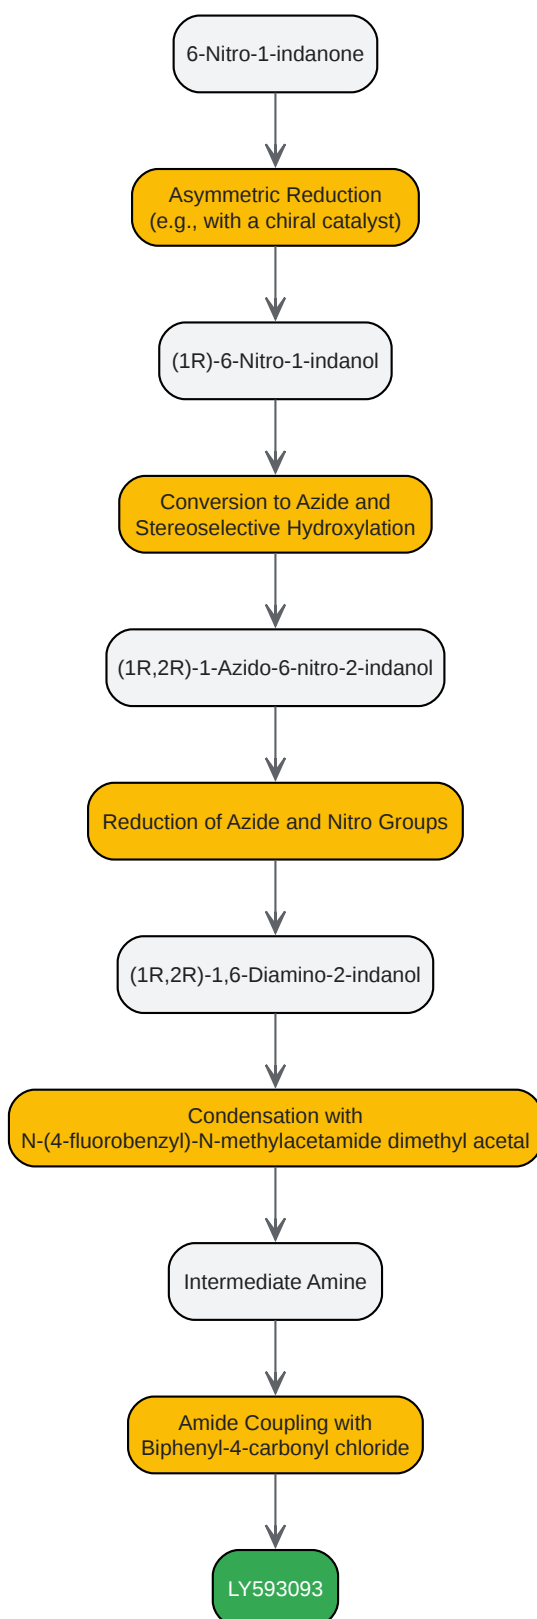 6-Nitro-1-indanone
Asymmetric Reduction
(e.g., with a chiral catalyst)
(1R)-6-Nitro-1-indanol
Conversion to Azide and
Stereoselective Hydroxylation
(1R,2R)-1-Azido-6-nitro-2-indanol
Reduction of Azide and Nitro Groups
(1R,2R)-1,6-Diamino-2-indanol
Condensation with
N-(4-fluorobenzyl)-N-methylacetamide dimethyl acetal
Intermediate Amine
Amide Coupling with
Biphenyl-4-carbonyl chloride
LY593093